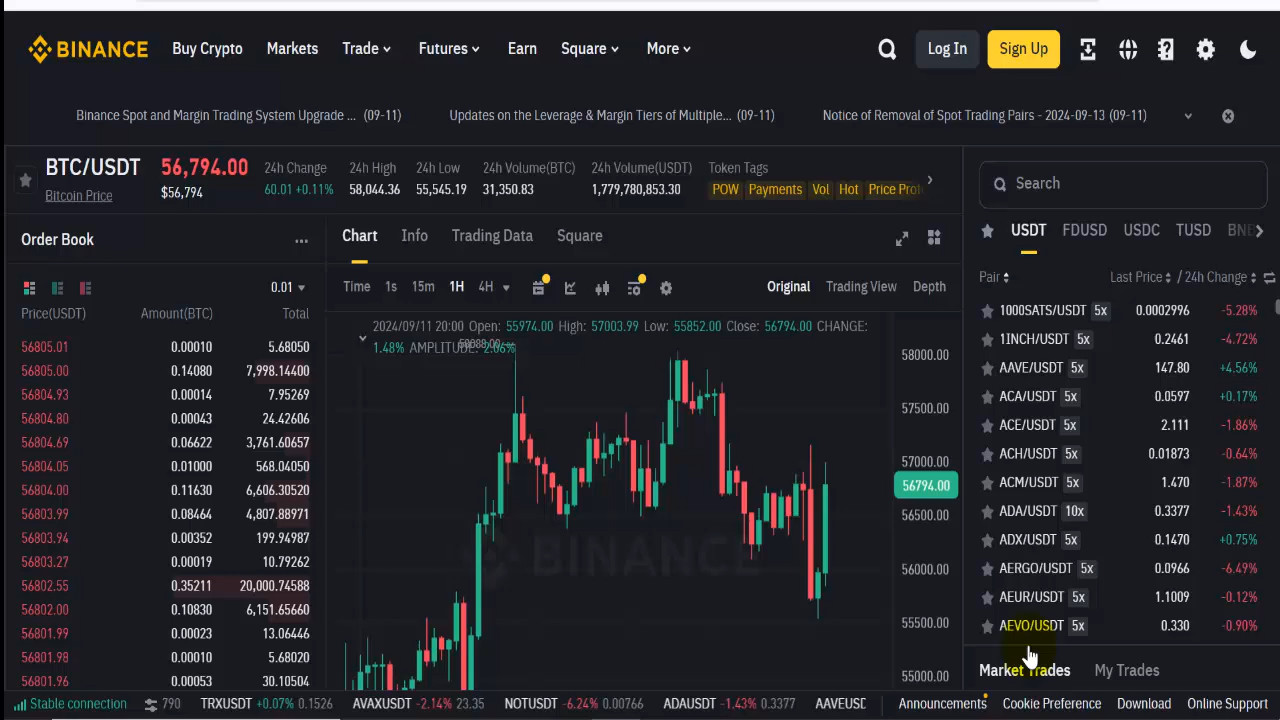 BINANCE Buy Crypto Markets Trade Futures Earn Square More Log In Sign Up
Binance Spot and Margin Trading System Upgrade ... (09-11) Updates on the Leverage & Margin Tiers of Multiple... (09-11) Notice of Removal of Spot Trading Pairs - 2024-09-13 (09-11)
BTC/USDT 56,794.00 24h Change 24h High 24h Low 24h Volume(BTC) 24h Volume(USDT) Token Tags
Bitcoin Price $56,794 60.01 +0.11% 58,044.36 55,545.19 31,350.83 1,779,780,853.30 POW Payments Vol Hot Price Prot
Order Book ...
0.01
Price(USDT) Amount(BTC) Total
56805.01 0.00010 5.68050
56805.00 0.14080 7,998.14400
56804.93 0.00014 7.95269
56804.80 0.00043 24.42606
56804.69 0.06622 3,761.60657
56804.05 0.01000 568.04050
56804.00 0.11630 6,606.30520
56803.99 0.08464 4,807.88971
56803.94 0.00352 199.94987
56803.27 0.00019 10.79262
56802.55 0.35211 20,000.74588
56802.00 0.10830 6,151.65660
56801.99 0.00023 13.06446
56801.98 0.00010 5.68020
56801.96 0.00053 30.10504
Chart Info Trading Data Square
Time 1s 15m 1H 4H Original Trading View Depth
2024/09/11 20:00 Open: 55974.00 High: 57003.99 Low: 55852.00 Close: 56794.00 CHANGE:
1.48% AMPLITUDE: 2.06%
58000.00
57500.00
57000.00
56794.00
56500.00
56000.00
55500.00
55000.00
BINANCE
Search
USDT FDUSD USDC TUSD BNB
Pair Last Price / 24h Change
1000SATS/USDT 5x 0.0002996 -5.28%
1INCH/USDT 5x 0.2461 -4.72%
AAVE/USDT 5x 147.80 +4.56%
ACA/USDT 5x 0.0597 +0.17%
ACE/USDT 5x 2.111 -1.86%
ACH/USDT 5x 0.01873 -0.64%
ACM/USDT 5x 1.470 -1.87%
ADA/USDT 10x 0.3377 -1.43%
ADX/USDT 5x 0.1470 +0.75%
AERGO/USDT 5x 0.0966 -6.49%
AEUR/USDT 5x 1.1009 -0.12%
AEVO/USDT 5x 0.330 -0.90%
Market Trades My Trades
Stable connection 790 TRXUSDT +0.07% 0.1526 AVAXUSDT -2.14% 23.35 NOTUSDT -6.24% 0.00766 ADAUSDT -1.43% 0.3377 AAVEUSD Announcements Cookie Preference Download Online Support